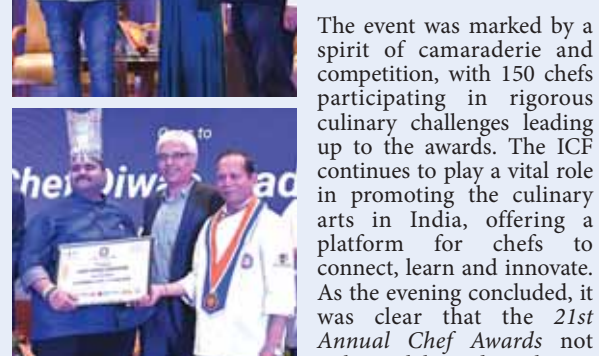 The event was marked by a
spirit of camaraderie and
competition, with 150 chefs
participating in rigorous
culinary challenges leading
up to the awards. The ICF
continues to play a vital role
in promoting the culinary
arts in India, offering a
platform for chefs to
connect, learn and innovate.
As the evening concluded, it
was clear that the 21st
Annual Chef Awards not
to
Chef Diwas